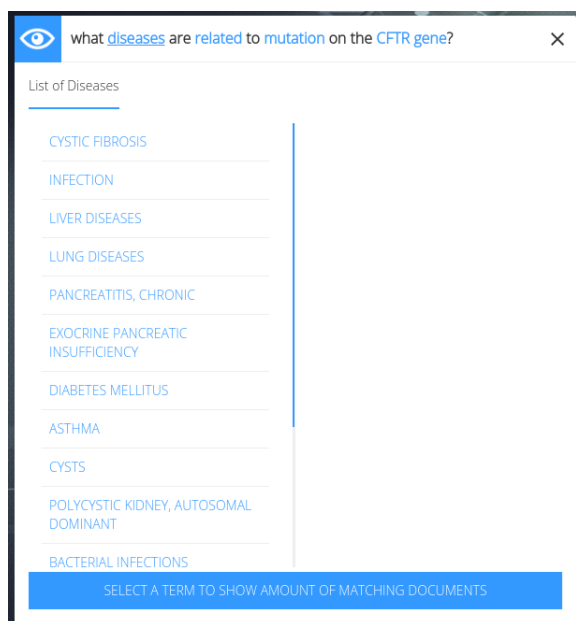 what diseases are related to mutation on the CFTR gene?
List of Diseases
CYSTIC FIBROSIS
INFECTION
LIVER DISEASES
LUNG DISEASES
PANCREATITIS, CHRONIC
EXOCRINE PANCREATIC
INSUFFICIENCY
DIABETES MELLITUS
ASTHMA
CYSTS
POLYCYSTIC KIDNEY, AUTOSOMAL
DOMINANT
BACTERIAL INFECTIONS
SELECT A TERM TO SHOW AMOUNT OF MATCHING DOCUMENTS